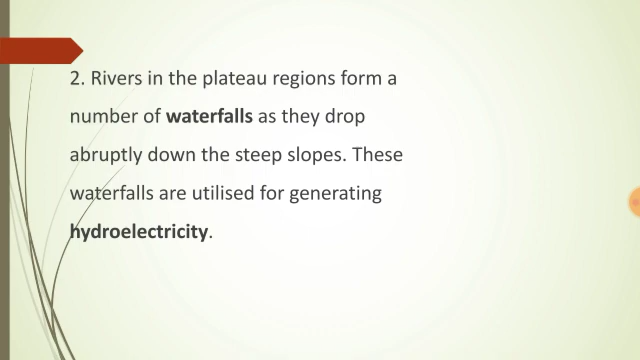 2. Rivers in the plateau regions form a
number of waterfalls as they drop
abruptly down the steep slopes. These
waterfalls are utilised for generating
hydroelectricity.